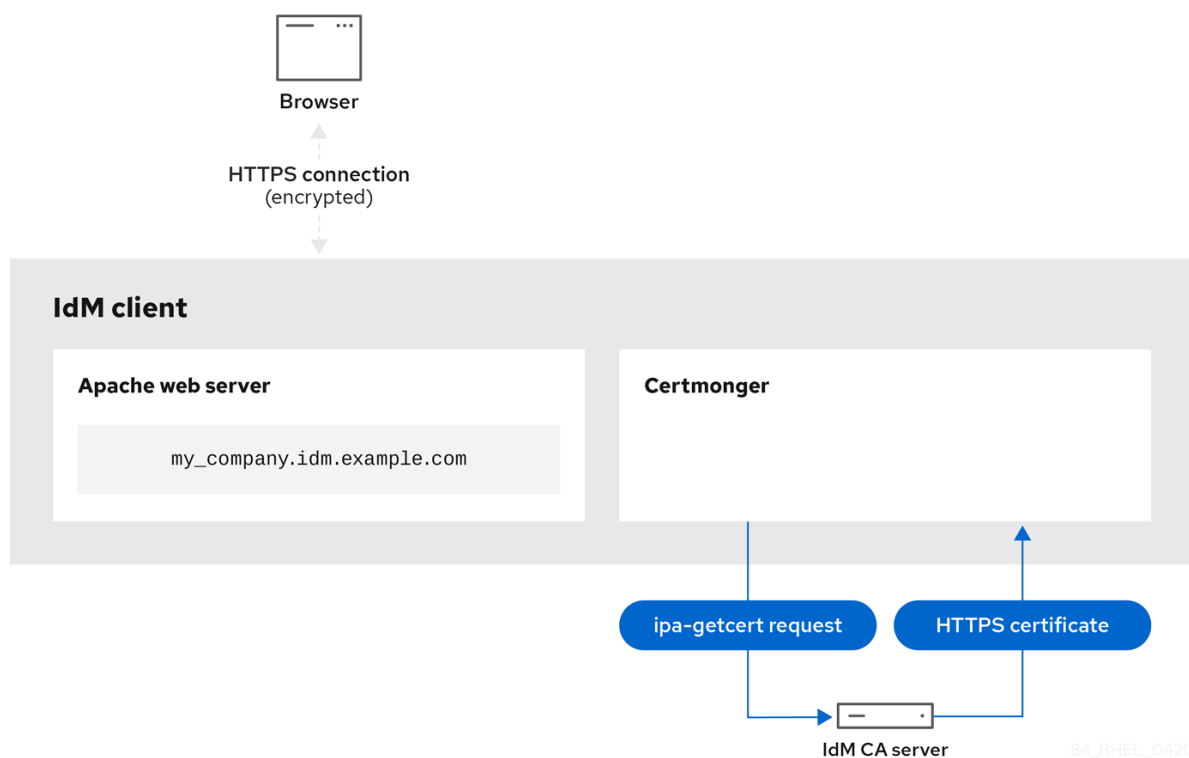 Browser
HTTPS connection
(encrypted)
IdM client
Apache web server
my_company.idm.example.com
Certmonger
ipa-getcert request
HTTPS certificate
IdM CA server
84_RHEL_0420